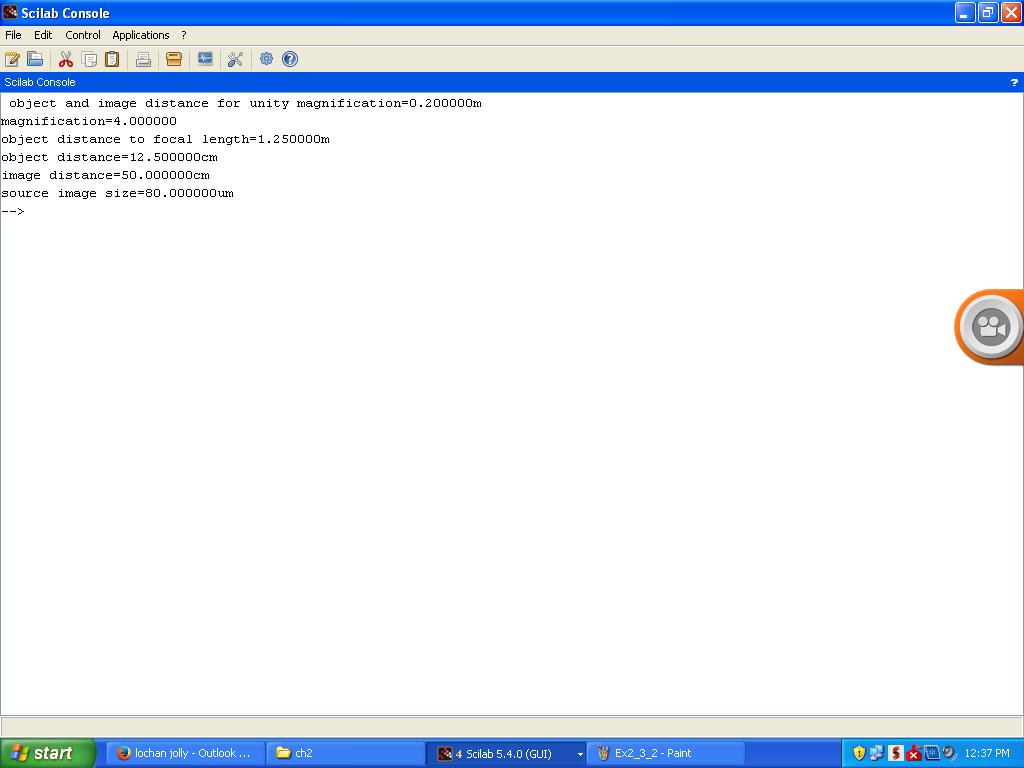 Scilab Console
File Edit Control Applications ?
Scilab Console ?
object and image distance for unity magnification=0.200000m
magnification=4.000000
object distance to focal length=1.250000m
object distance=12.500000cm
image distance=50.000000cm
source image size=80.000000um
-->
start lochan jolly - Outlook ... ch2 4 Scilab 5.4.0 (GUI) Ex2_3_2 - Paint 12:37 PM